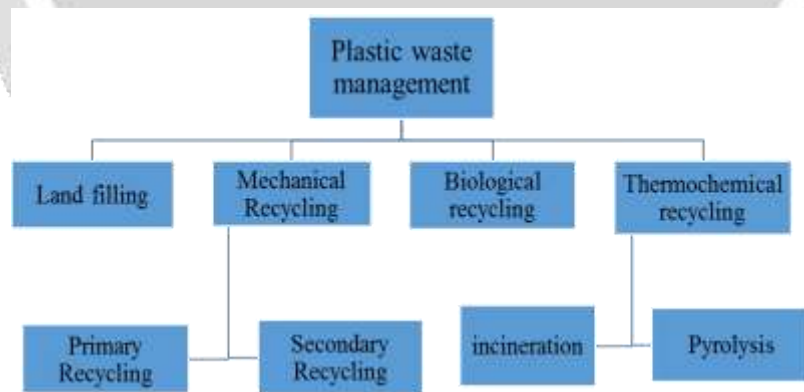 Plastic waste
management
Land filling
Mechanical
Recycling
Biological
recycling
Thermochemical
recycling
Primary
Recycling
Secondary
Recycling
incineration
Pyrolysis